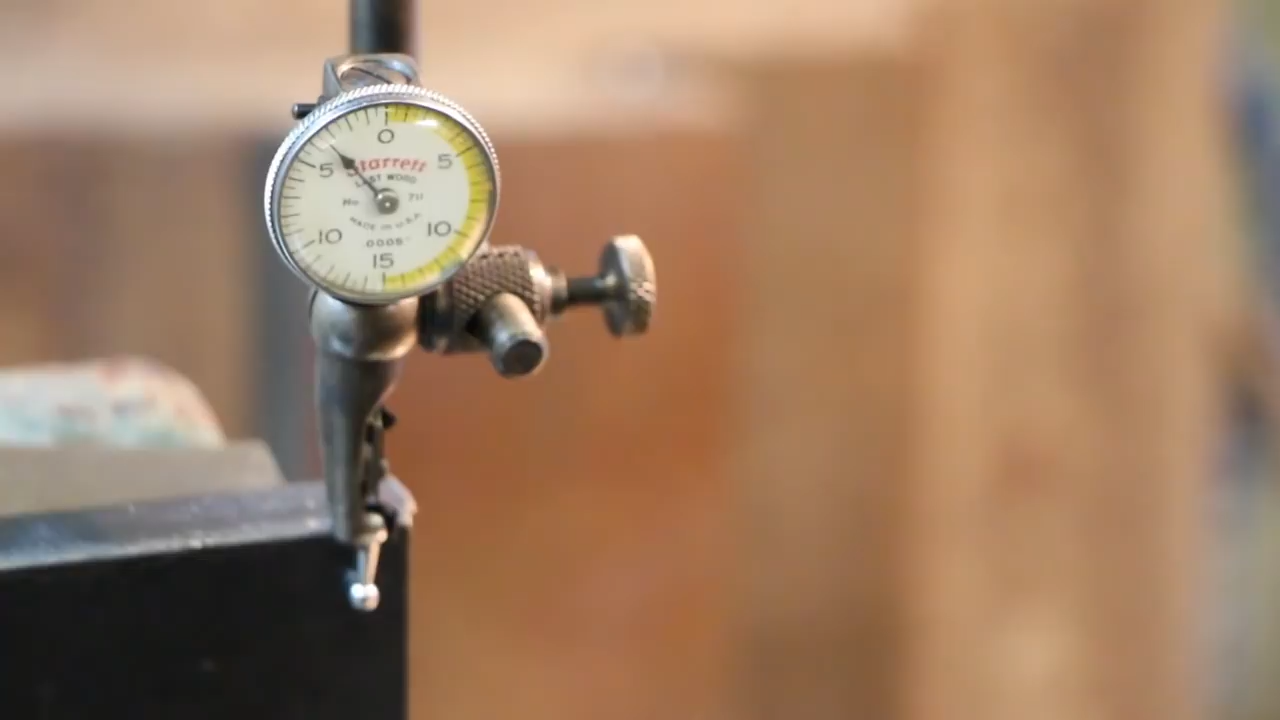 0
5 Starrett 5
LAST WORD
No 711
MADE IN U.S.A.
10 .0005" 10
15